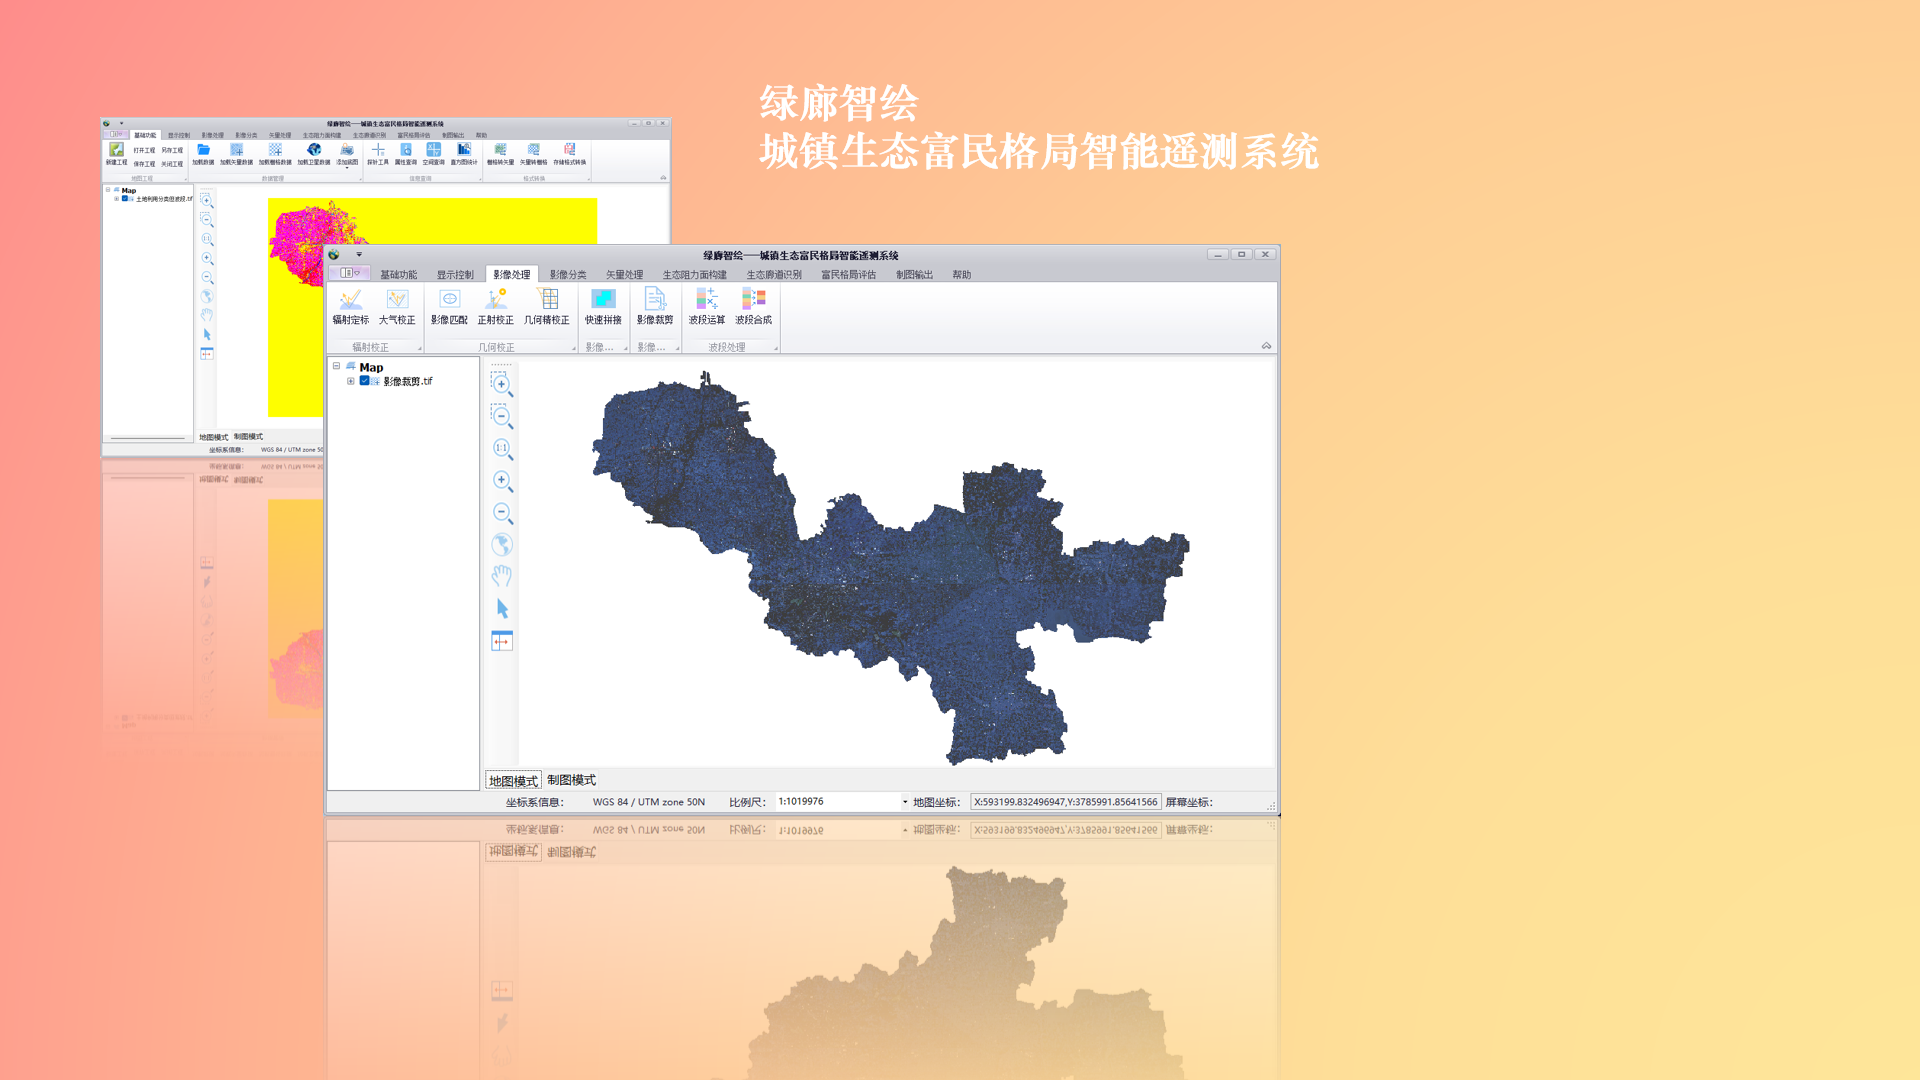 绿廊智绘
城镇生态富民格局智能遥测系统
绿廊智绘——城镇生态富民格局智能遥测系统
基础功能 显示控制 影像处理 影像分类 矢量处理 生态阻力面构建 生态廊道识别 富民格局评估 制图输出 帮助
新建工程 打开工程 另存工程 保存工程 关闭工程 加载数据 加载矢量数据 加载栅格数据 加载卫星数据 添加底图 探针工具 属性查询 空间查询 直方图统计 栅格转矢量 矢量转栅格 存储格式转换
地图工程 数据管理 信息查询 格式转换
Map
土地利用分类单波段.tif
地图模式 制图模式
坐标系信息: WGS 84 / UTM zone 50
绿廊智绘——城镇生态富民格局智能遥测系统
基础功能 显示控制 影像处理 影像分类 矢量处理 生态阻力面构建 生态廊道识别 富民格局评估 制图输出 帮助
辐射定标 大气校正 影像匹配 正射校正 几何精校正 快速拼接 影像裁剪 波段运算 波段合成
辐射校正 几何校正 影像... 影像... 波段处理
Map
影像裁剪.tif
1:1
地图模式 制图模式
坐标系信息: WGS 84 / UTM zone 50N 比例尺: 1:1019976 地图坐标: X:593199.832496947,Y:3785991.85641566 屏幕坐标: